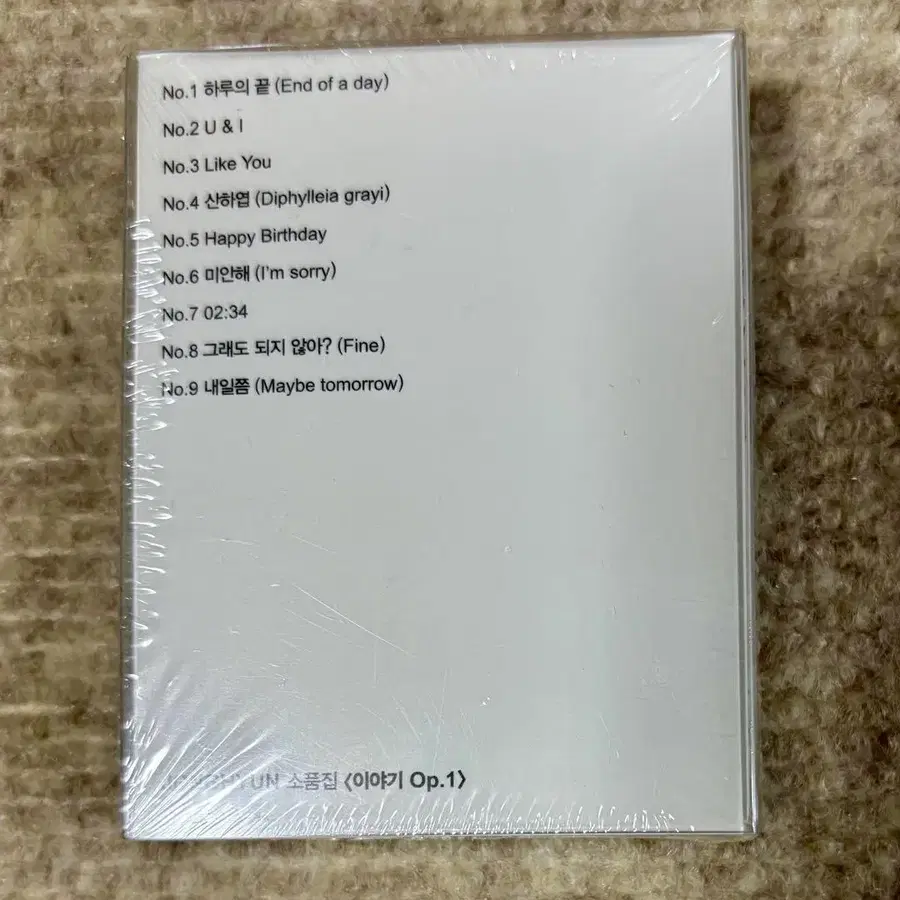 No.1 하루의 끝 (End of a day)
No.2 U & I
No.3 Like You
No.4 산하엽 (Diphylleia grayi)
No.5 Happy Birthday
No.6 미안해 (I'm sorry)
No.7 02:34
No.8 그래도 되지 않아? (Fine)
No.9 내일쯤 (Maybe tomorrow)
소품집 〈이야기 Op.1〉